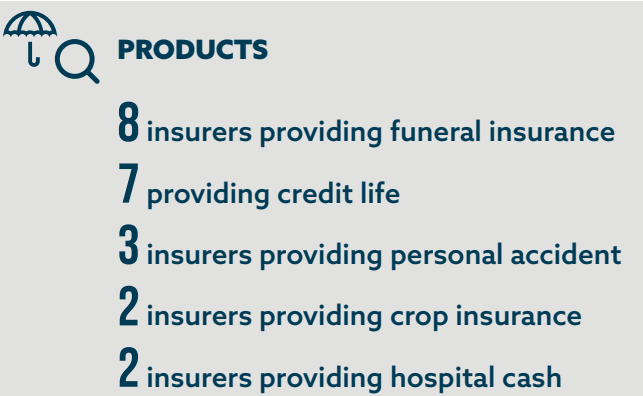 PRODUCTS
8 insurers providing funeral insurance
7 providing credit life
3 insurers providing personal accident
2 insurers providing crop insurance
2 insurers providing hospital cash